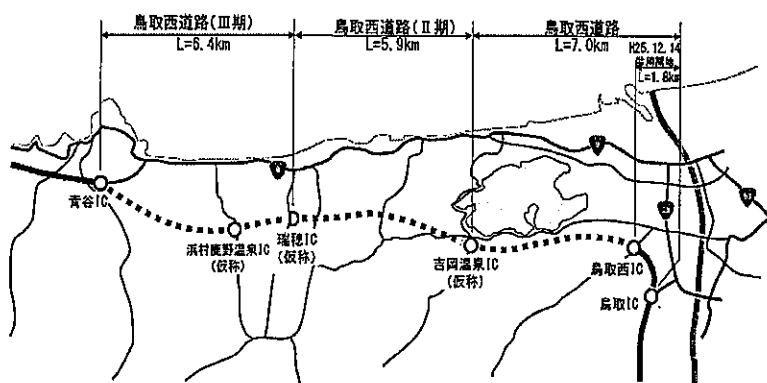 鳥取西道路(Ⅲ期)
L=6.4km
鳥取西道路(Ⅱ期)
L=5.9km
鳥取西道路
L=7.0km
H25.12.14
供用開始
L=1.8km
青谷IC
浜村鹿野温泉IC
(仮称)
瑞穂IC
(仮称)
吉岡温泉IC
(仮称)
鳥取西IC
鳥取IC
9
9